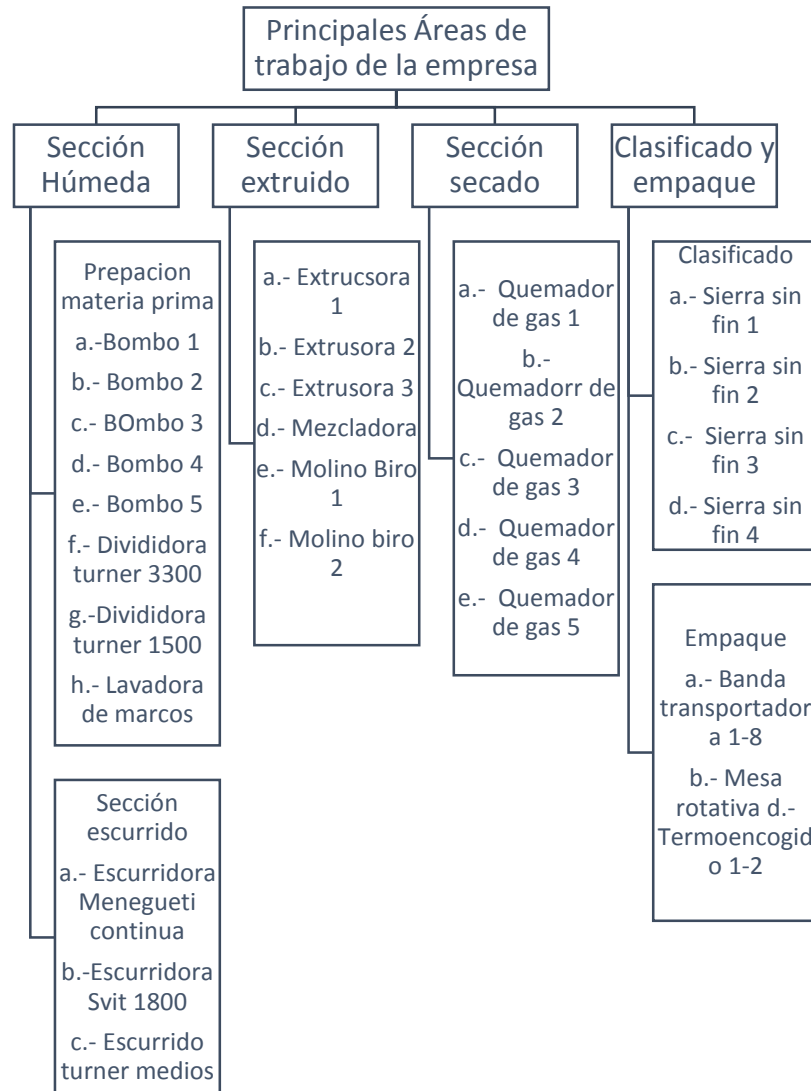 Principales Áreas de
trabajo de la empresa
Sección
Húmeda
Prepacion
materia prima
a.-Bombo 1
b.- Bombo 2
c.- BOmbo 3
d.- Bombo 4
e.- Bombo 5
f.- Divididora
turner 3300
g.-Divididora
turner 1500
h.- Lavadora
de marcos
Sección
escurrido
a.- Escurridora
Menegueti
continua
b.-Escurridora
Svit 1800
c.- Escurrido
turner medios
Sección
extruido
a.- Extrucsora
1
b.- Extrusora 2
c.- Extrusora 3
d.- Mezcladora
e.- Molino Biro
1
f.- Molino biro
2
Sección
secado
a.- Quemador
de gas 1
b.-
Quemadorr de
gas 2
c.- Quemador
de gas 3
d.- Quemador
de gas 4
e.- Quemador
de gas 5
Clasificado y
empaque
Clasificado
a.- Sierra sin
fin 1
b.- Sierra sin
fin 2
c.- Sierra sin
fin 3
d.- Sierra sin
fin 4
Empaque
a.- Banda
transportador
a 1-8
b.- Mesa
rotativa d.-
Termoencogid
o 1-2